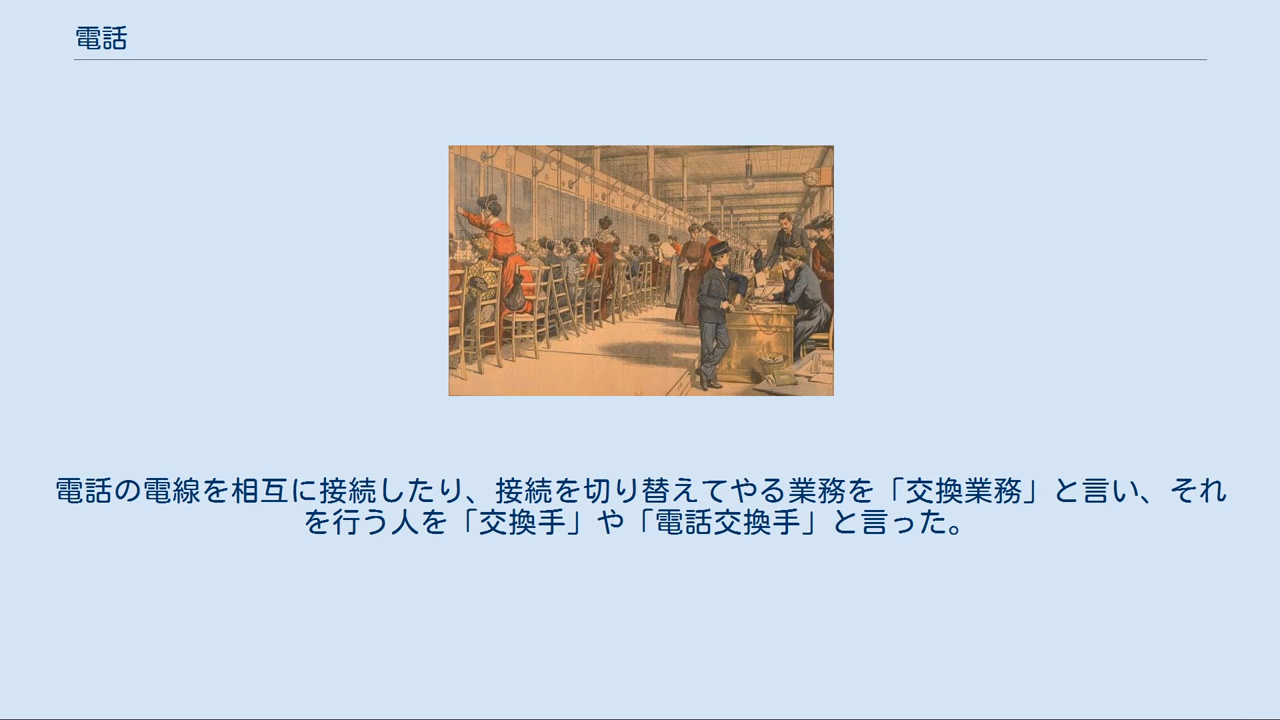 電話
電話の電線を相互に接続したり、接続を切り替えてやる業務を「交換業務」と言い、それ
を行う人を「交換手」や「電話交換手」と言った。